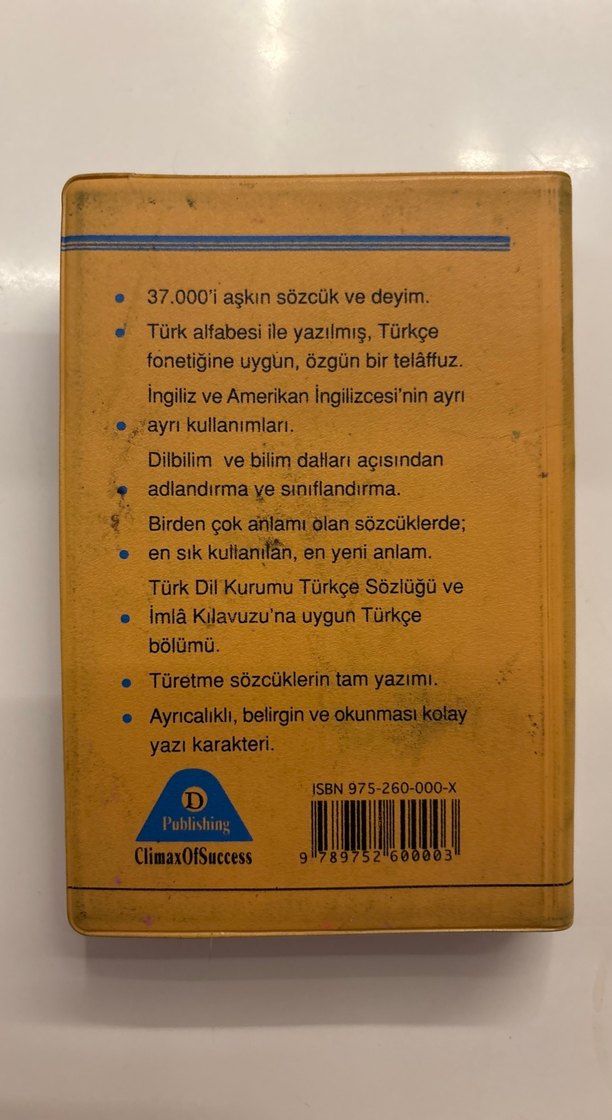 37.000'i aşkın sözcük ve deyim.
Türk alfabesi ile yazılmış, Türkçe
fonetiğine uygun, özgün bir telâffuz.
İngiliz ve Amerikan İngilizcesi'nin ayrı
ayrı kullanımları.
Dilbilim ve bilim dalları açısından
adlandırma ve sınıflandırma.
Birden çok anlamı olan sözcüklerde;
en sık kullanılan, en yeni anlam.
Türk Dil Kurumu Türkçe Sözlüğü ve
İmlâ Kılavuzu'na uygun Türkçe
bölümü.
Türetme sözcüklerin tam yazımı.
Ayrıcalıklı, belirgin ve okunması kolay
yazı karakteri.
D
Publishing
ClimaxOfSuccess
ISBN 975-260-000-X
9 789752 600003